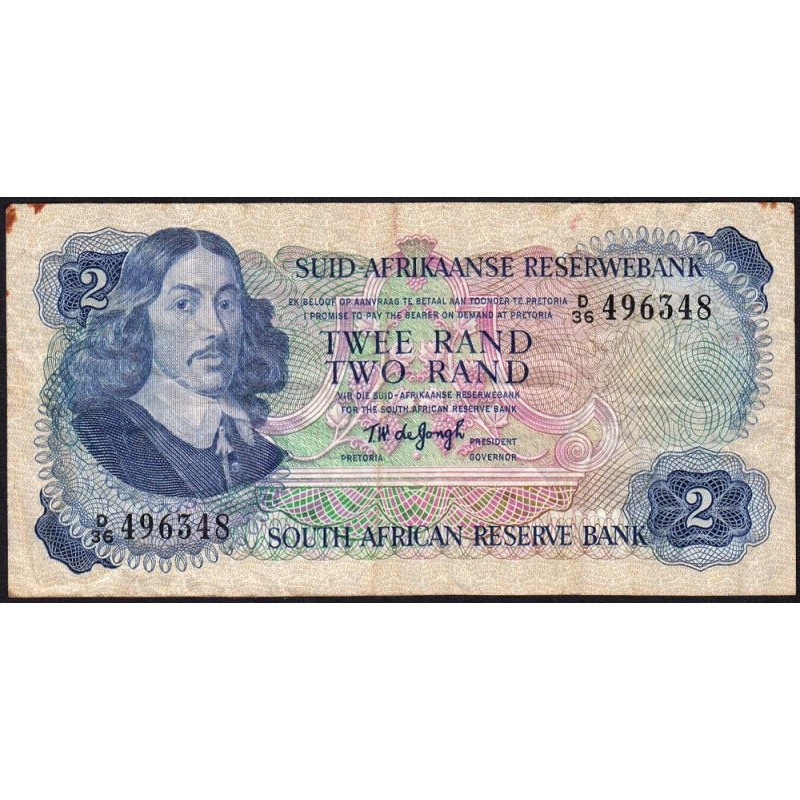 2
SUID-AFRIKAANSE RESERWEBANK
EK BELOOF OP AANVRAAG TE BETAAL AAN TOONDER TE PRETORIA
I PROMISE TO PAY THE BEARER ON DEMAND AT PRETORIA
D/36 496348
TWEE RAND
TWO RAND
VIR DIE SUID-AFRIKAANSE RESERWEBANK
FOR THE SOUTH AFRICAN RESERVE BANK
T.W. de Jongh
PRESIDENT
PRETORIA GOVERNOR
2
D/36 496348
SOUTH AFRICAN RESERVE BANK